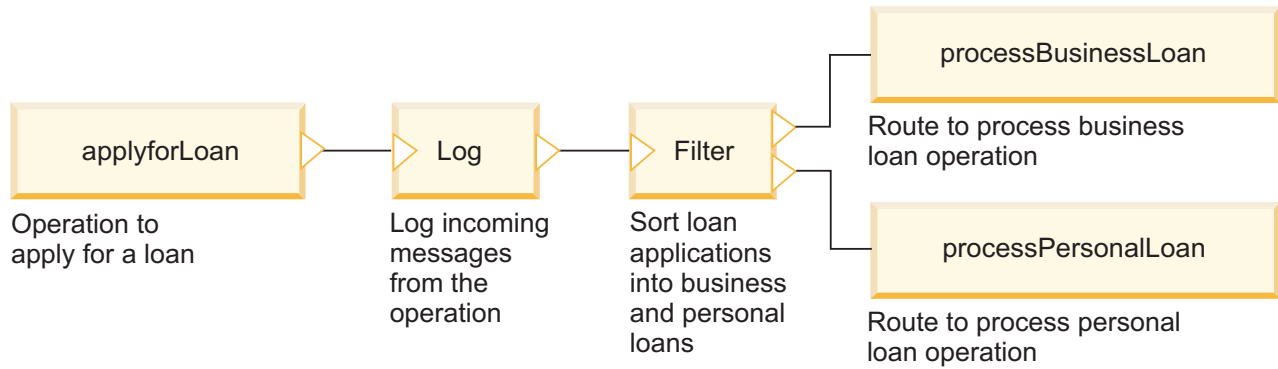 applyforLoan
Operation to
apply for a loan
Log
Log incoming
messages
from the
operation
Filter
Sort loan
applications
into business
and personal
loans
processBusinessLoan
Route to process business
loan operation
processPersonalLoan
Route to process personal
loan operation